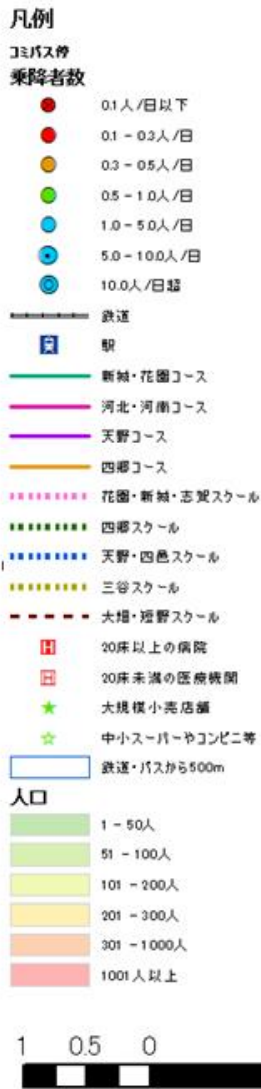 凡例
コミバス停
乗降者数
0.1人/日以下
0.1 - 0.3人/日
0.3 - 0.5人/日
0.5 - 1.0人/日
1.0 - 5.0人/日
5.0 - 10.0人/日
10.0人/日超
鉄道
駅
新城・花園コース
河北・河南コース
天野コース
四郷コース
花園・新城・志賀スクール
四郷スクール
天野・四邑スクール
三谷スクール
大畑・短野スクール
H 20床以上の病院
H 20床未満の医療機関
大規模小売店舗
中小スーパーやコンビニ等
鉄道・バスから500m
人口
1 - 50人
51 - 100人
101 - 200人
201 - 300人
301 - 1000人
1001人以上
1 0.5 0